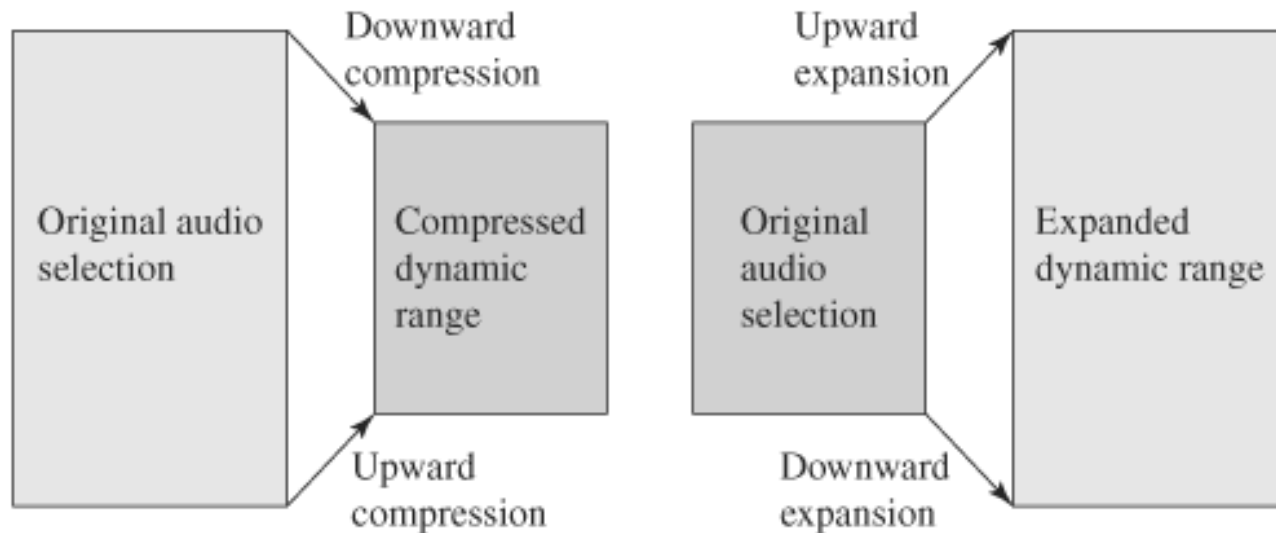 Downward
compression
Upward
expansion
Original audio
selection
Compressed
dynamic
range
Original
audio
selection
Expanded
dynamic range
Upward
compression
Downward
expansion